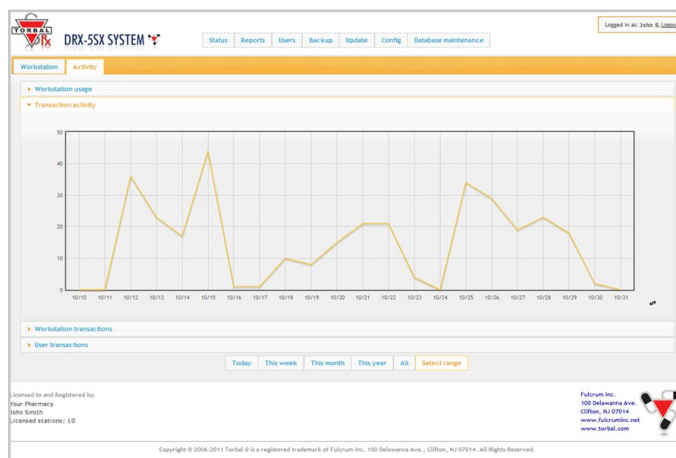 Logged in as: John S. Logou
TORBAL
Rx
DRX-5SX SYSTEM
Status Reports Users Backup Update Config Database maintenance
Workstation Activity
Workstation usage
Transaction activity
50
40
30
20
10
0
10/10 10/11 10/12 10/13 10/14 10/15 10/16 10/17 10/18 10/19 10/20 10/21 10/22 10/23 10/24 10/25 10/26 10/27 10/28 10/29 10/30 10/31
Workstation transactions
User transactions
Today This week This month This year All Select range
icensed to and Registered by:
Your Pharmacy
John Smith
Licensed stations: 10
Fulcrum Inc.
100 Delawanna Ave.
Clifton, NJ 07014
www.fulcruminc.net
www.torbal.com
Copyright © 2006-2011 Torbal ® is a registered trademark of Fulcrum Inc. 100 Delawanna Ave., Clifton, NJ 07014. All Rights Reserved.